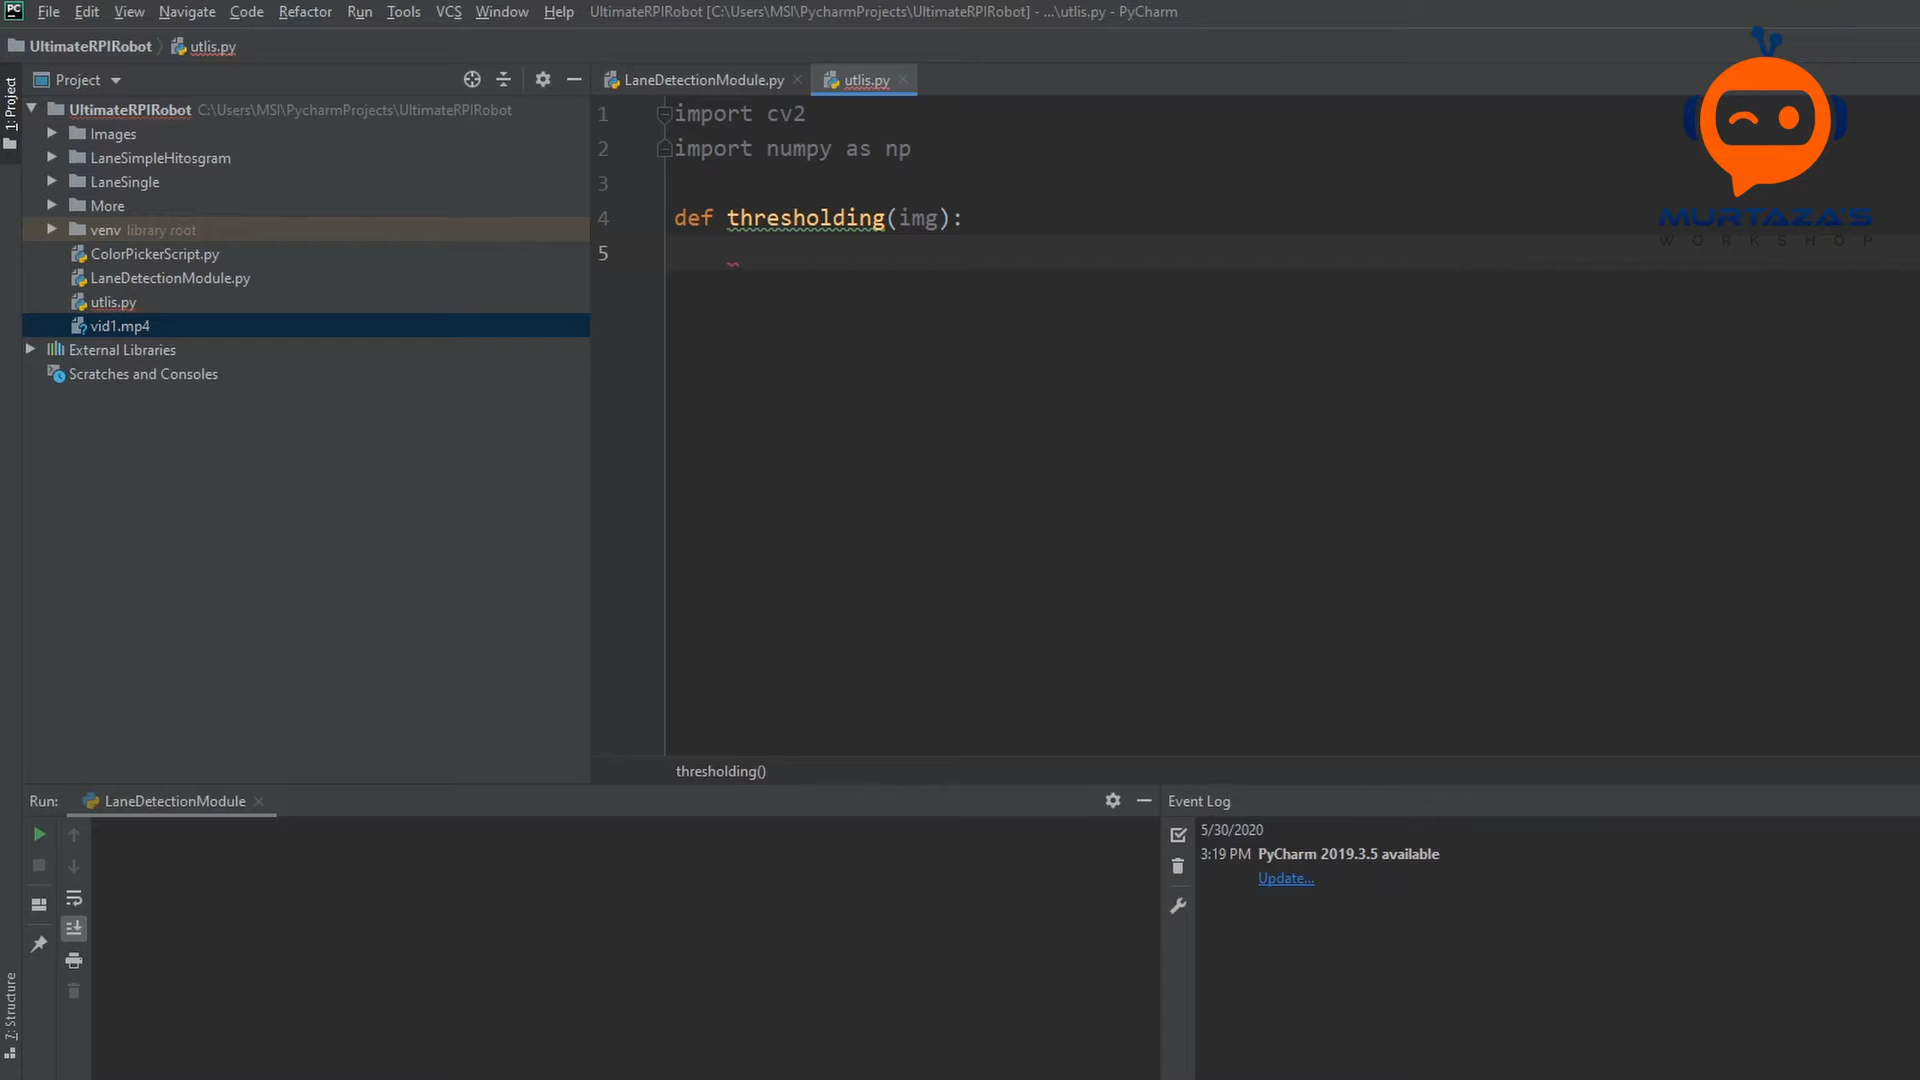 PC File Edit View Navigate Code Refactor Run Tools VCS Window Help UltimateRPIRobot [C:\Users\MSI\PycharmProjects\UltimateRPIRobot] - ...\utlis.py - PyCharm
UltimateRPIRobot utlis.py
1: Project
Project
UltimateRPIRobot C:\Users\MSI\PycharmProjects\UltimateRPIRobot
Images
LaneSimpleHitosgram
LaneSingle
More
venv library root
ColorPickerScript.py
LaneDetectionModule.py
utlis.py
vid1.mp4
External Libraries
Scratches and Consoles
LaneDetectionModule.py utlis.py
1 import cv2
2 import numpy as np
3
4 def thresholding(img):
5
thresholding()
MURTAZA'S
WORKSHOP
Run: LaneDetectionModule
Event Log
5/30/2020
3:19 PM PyCharm 2019.3.5 available
Update...
7: Structure